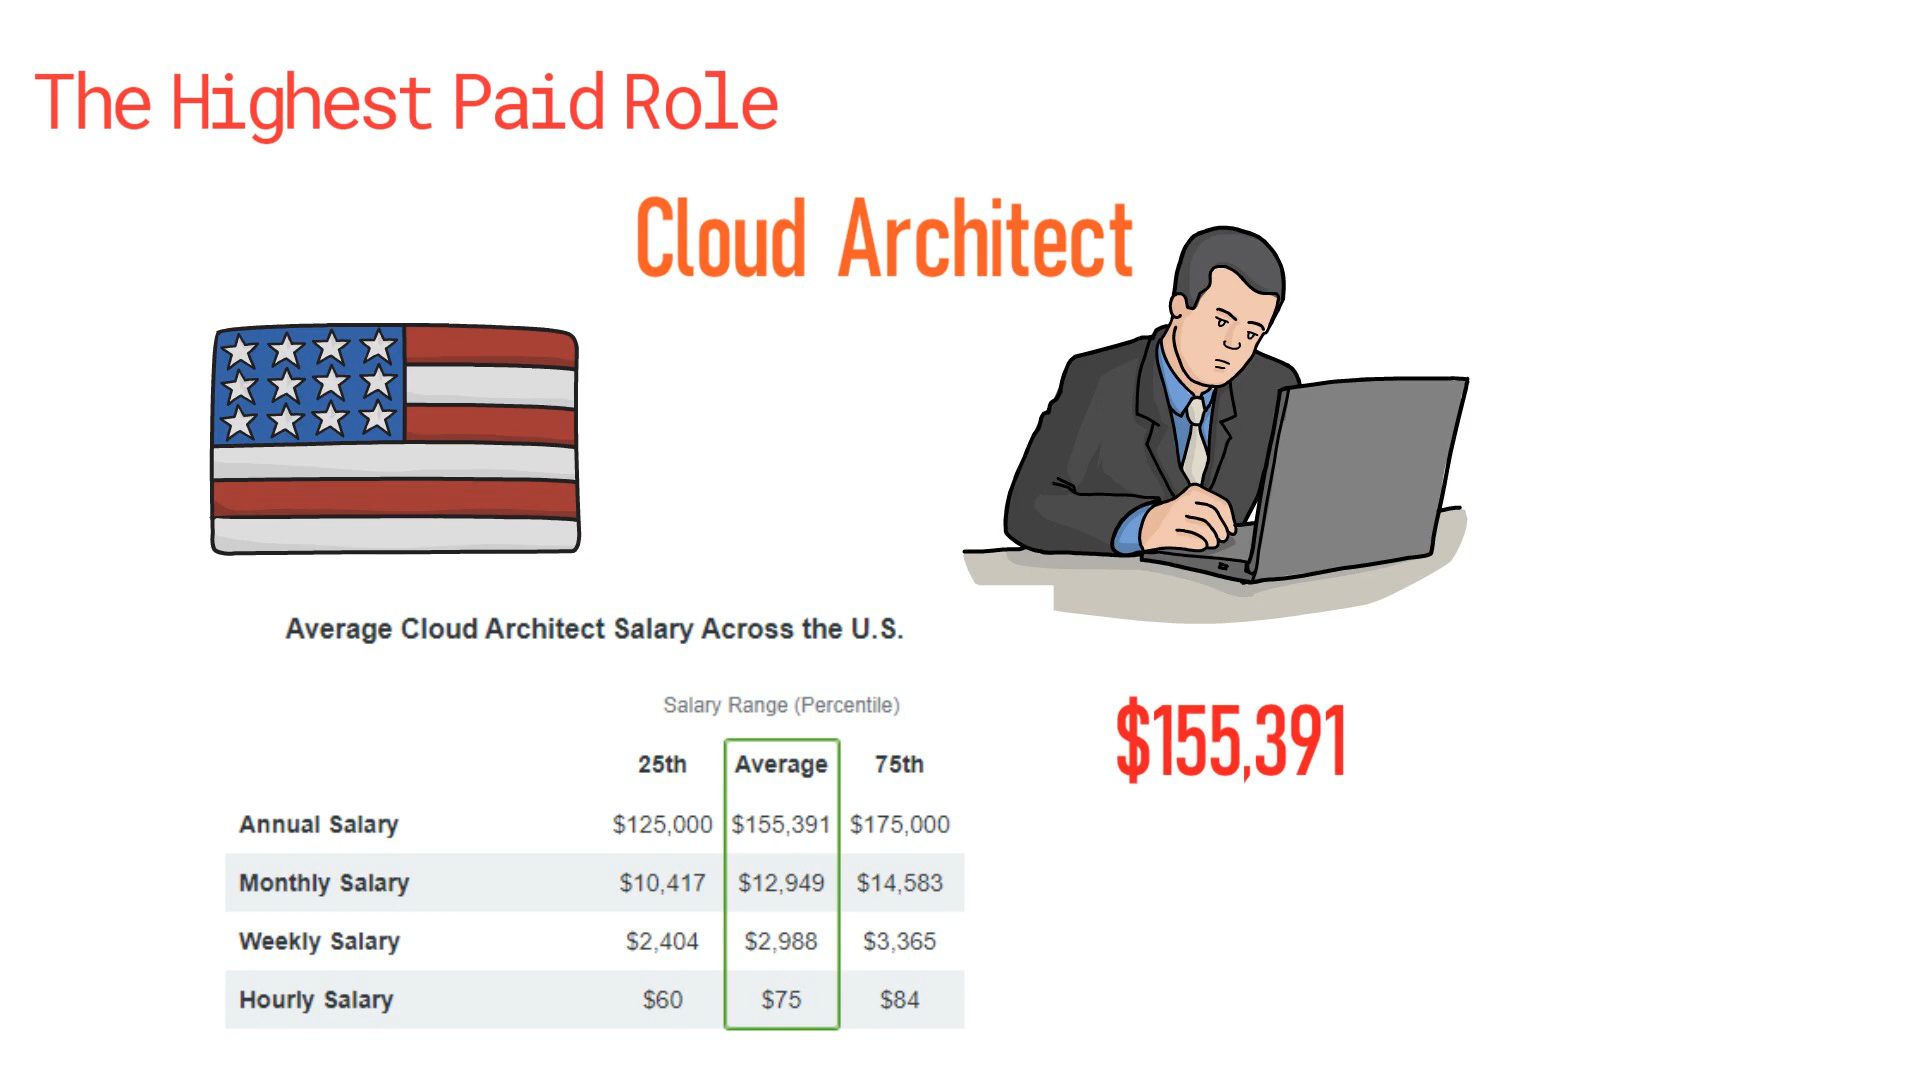 The Highest Paid Role
Cloud Architect
Average Cloud Architect Salary Across the U.S.
Salary Range (Percentile)
25th Average 75th
Annual Salary $125,000 $155,391 $175,000
Monthly Salary $10,417 $12,949 $14,583
Weekly Salary $2,404 $2,988 $3,365
Hourly Salary $60 $75 $84
$155,391